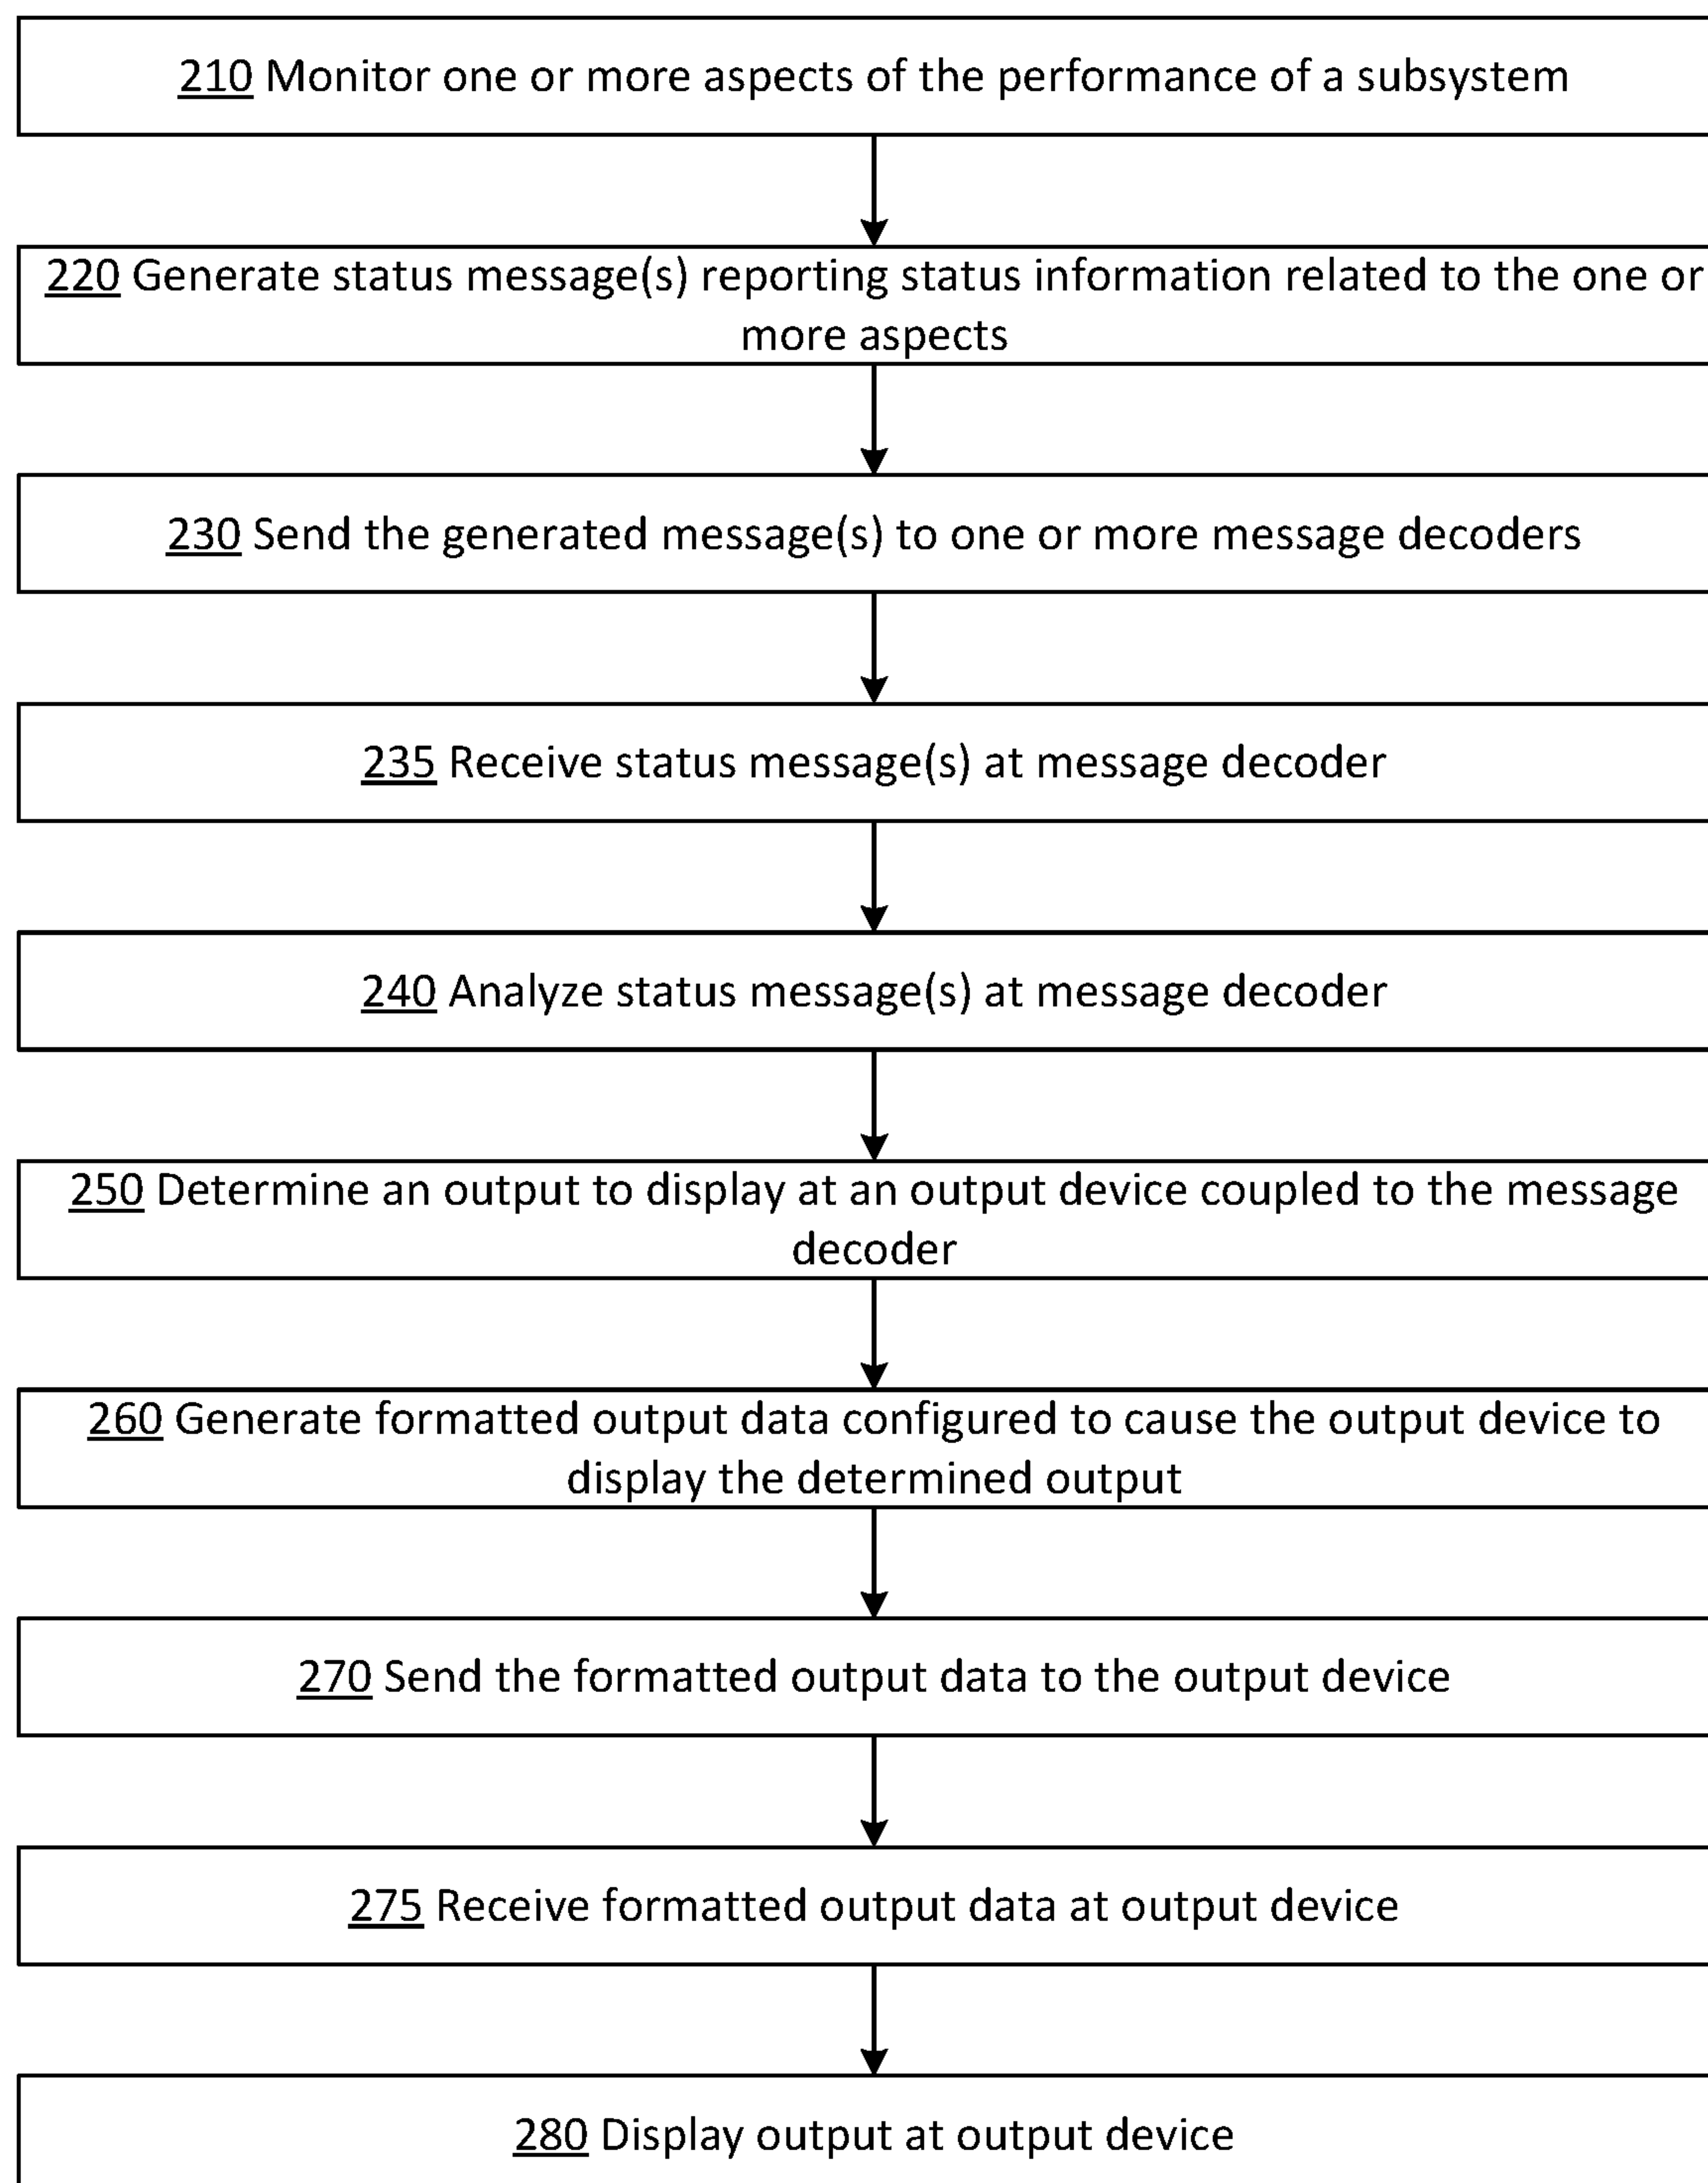 210 Monitor one or more aspects of the performance of a subsystem
220 Generate status message(s) reporting status information related to the one or
more aspects
230 Send the generated message(s) to one or more message decoders
235 Receive status message(s) at message decoder
240 Analyze status message(s) at message decoder
250 Determine an output to display at an output device coupled to the message
decoder
260 Generate formatted output data configured to cause the output device to
display the determined output
270 Send the formatted output data to the output device
275 Receive formatted output data at output device
280 Display output at output device